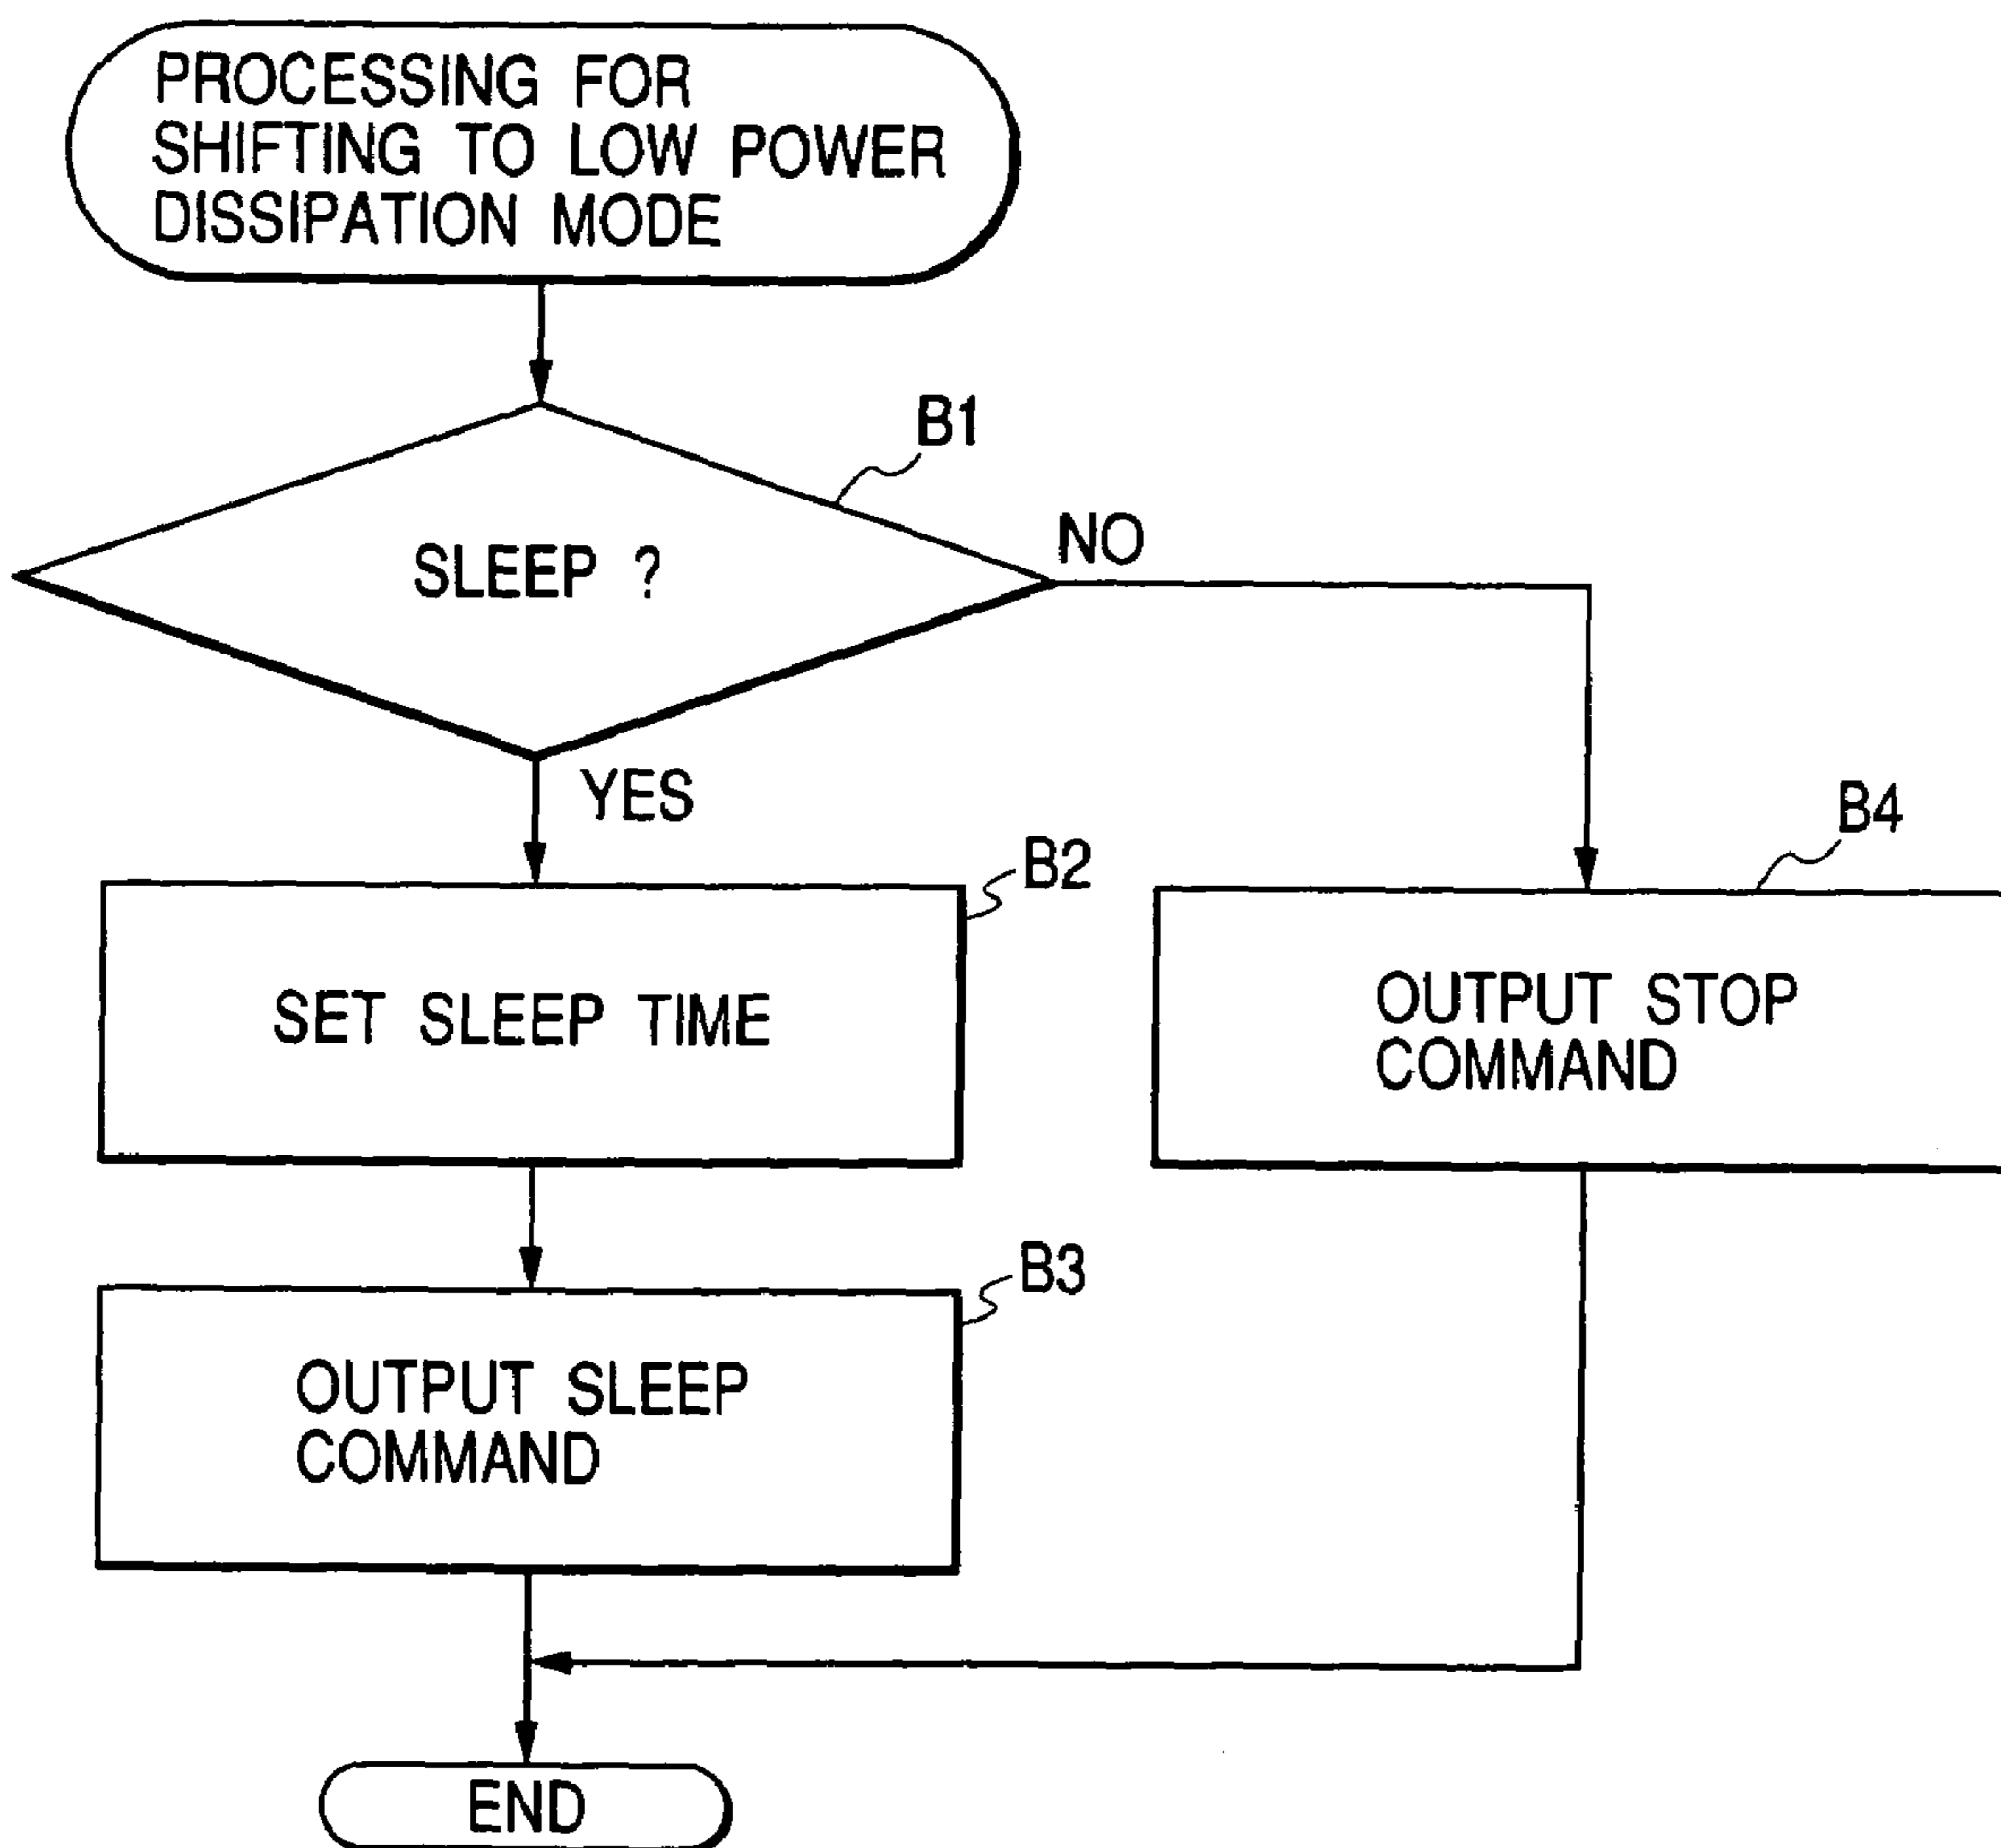 PROCESSING FOR
SHIFTING TO LOW POWER
DISSIPATION MODE
B1
SLEEP ?
NO
YES
B2
SET SLEEP TIME
B4
OUTPUT STOP
COMMAND
B3
OUTPUT SLEEP
COMMAND
END